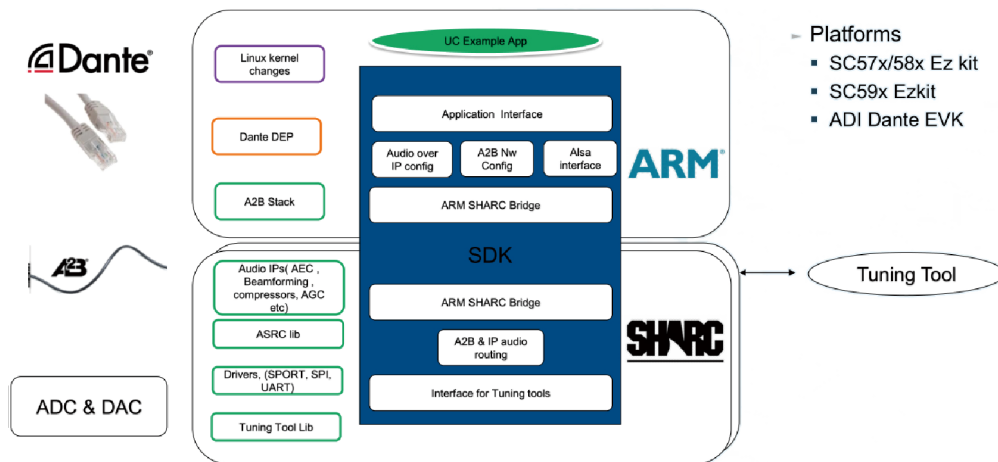 Dante®
A2B®
ADC & DAC
UC Example App
Linux kernel
changes
Dante DEP
A2B Stack
Application Interface
Audio over
IP config
A2B Nw
Config
Alsa
interface
ARM SHARC Bridge
ARM®
SDK
Audio IPs( AEC ,
Beamforming ,
compressors, AGC
etc)
ASRC lib
Drivers, (SPORT, SPI,
UART)
Tuning Tool Lib
ARM SHARC Bridge
A2B & IP audio
routing
Interface for Tuning tools
SHARC
Platforms
SC57x/58x Ez kit
SC59x Ezkit
ADI Dante EVK
Tuning Tool